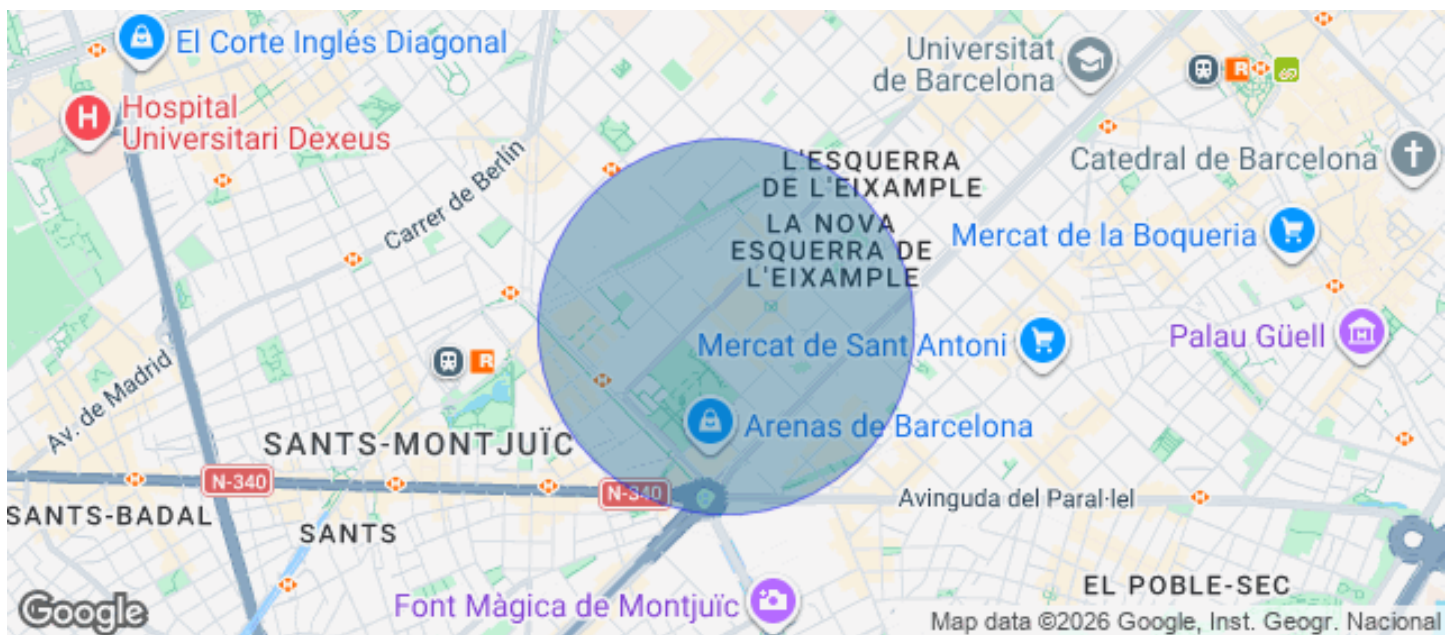 El Corte Inglés Diagonal
Universitat
de Barcelona
R
H
Hospital
Universitari Dexeus
L'ESQUERRA
DE L'EIXAMPLE
Catedral de Barcelona
Carrer de Berlín
LA NOVA
ESQUERRA DE
L'EIXAMPLE
Mercat de la Boqueria
Mercat de Sant Antoni
Palau Güell
R
Av. de Madrid
Arenas de Barcelona
SANTS-MONTJUÏC
N-340
N-340
Avinguda del Paral·lel
SANTS-BADAL
SANTS
EL POBLE-SEC
Font Màgica de Montjuïc
Google
Map data ©2026 Google, Inst. Geogr. Nacional